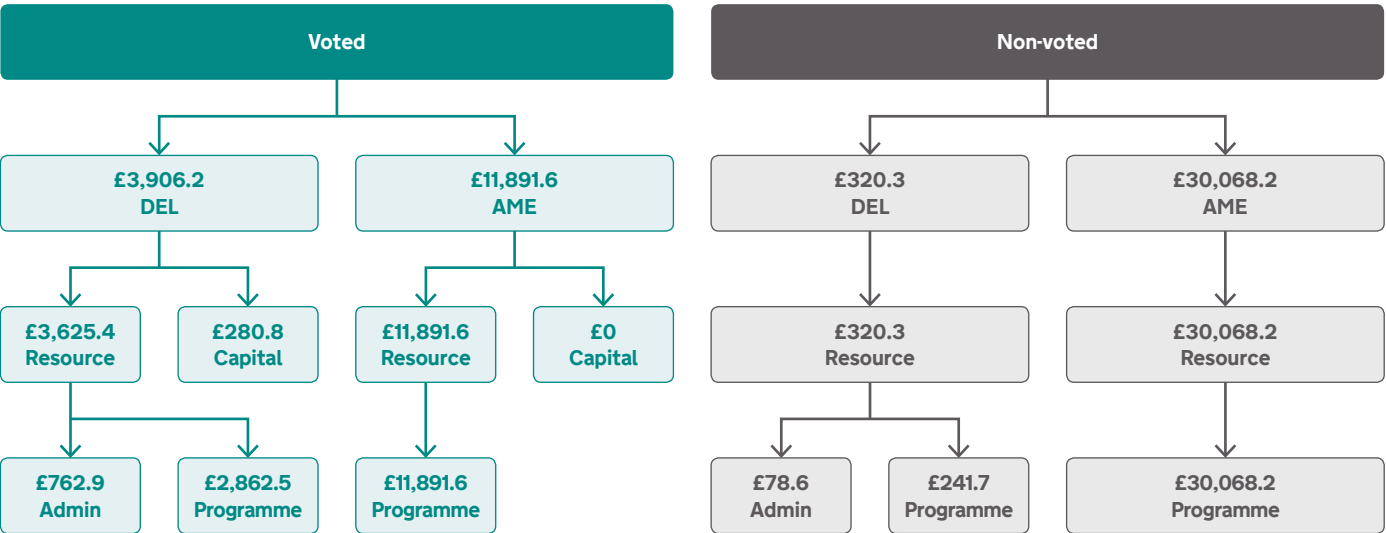 Voted
Non-voted
£3,906.2
DEL
£11,891.6
AME
£320.3
DEL
£30,068.2
AME
£3,625.4
Resource
£280.8
Capital
£11,891.6
Resource
£0
Capital
£320.3
Resource
£30,068.2
Resource
£762.9
Admin
£2,862.5
Programme
£11,891.6
Programme
£78.6
Admin
£241.7
Programme
£30,068.2
Programme